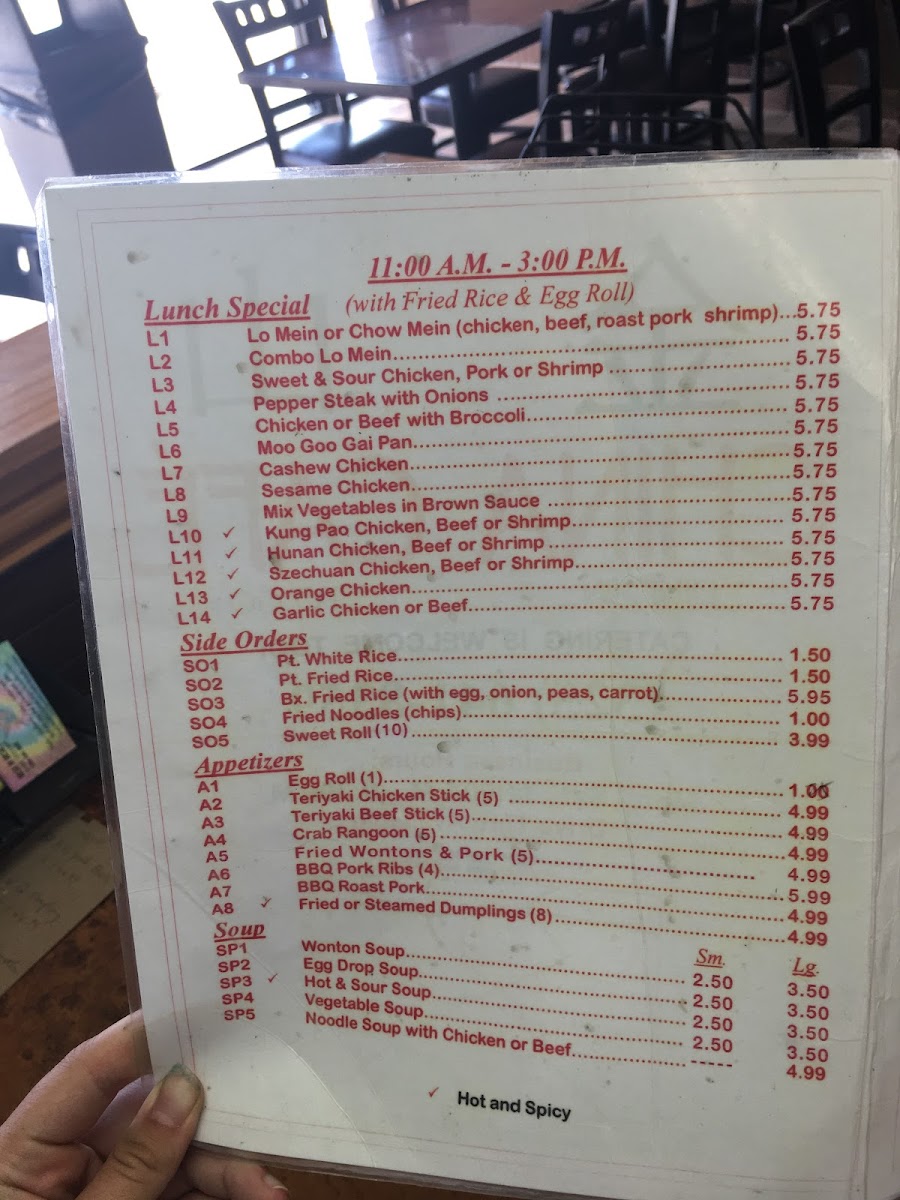 11:00 A.M. - 3:00 P.M.
Lunch Special (with Fried Rice & Egg Roll)
L1 Lo Mein or Chow Mein (chicken, beef, roast pork shrimp)...5.75
L2 Combo Lo Mein 5.75
L3 Sweet & Sour Chicken, Pork or Shrimp 5.75
L4 Pepper Steak with Onions 5.75
L5 Chicken or Beef with Broccoli 5.75
L6 Moo Goo Gai Pan 5.75
L7 Cashew Chicken 5.75
L8 Sesame Chicken 5.75
L9 Mix Vegetables in Brown Sauce 5.75
L10 ✓ Kung Pao Chicken, Beef or Shrimp 5.75
L11 ✓ Hunan Chicken, Beef or Shrimp 5.75
L12 ✓ Szechuan Chicken, Beef or Shrimp 5.75
L13 ✓ Orange Chicken 5.75
L14 ✓ Garlic Chicken or Beef 5.75
Side Orders
SO1 Pt. White Rice 1.50
SO2 Pt. Fried Rice 1.50
SO3 Bx. Fried Rice (with egg, onion, peas, carrot) 5.95
SO4 Fried Noodles (chips) 1.00
SO5 Sweet Roll (10) 3.99
Appetizers
A1 Egg Roll (1) 1.00
A2 Teriyaki Chicken Stick (5) 4.99
A3 Teriyaki Beef Stick (5) 4.99
A4 Crab Rangoon (5) 4.99
A5 Fried Wontons & Pork (5) 4.99
A6 BBQ Pork Ribs (4) 5.99
A7 BBQ Roast Pork 4.99
A8 ✓ Fried or Steamed Dumplings (8) 4.99
Soup Sm. Lg.
SP1 Wonton Soup 2.50 3.50
SP2 Egg Drop Soup 2.50 3.50
SP3 ✓ Hot & Sour Soup 2.50 3.50
SP4 Vegetable Soup 2.50 3.50
SP5 Noodle Soup with Chicken or Beef ----- 4.99
✓ Hot and Spicy